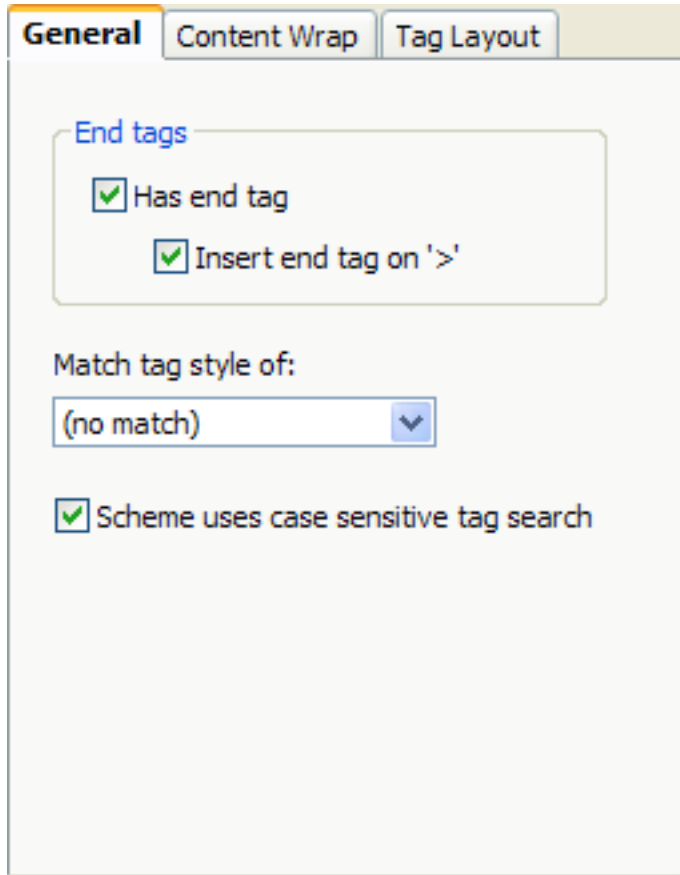 General Content Wrap Tag Layout
End tags
Has end tag
Insert end tag on '>'
Match tag style of:
(no match)
Scheme uses case sensitive tag search